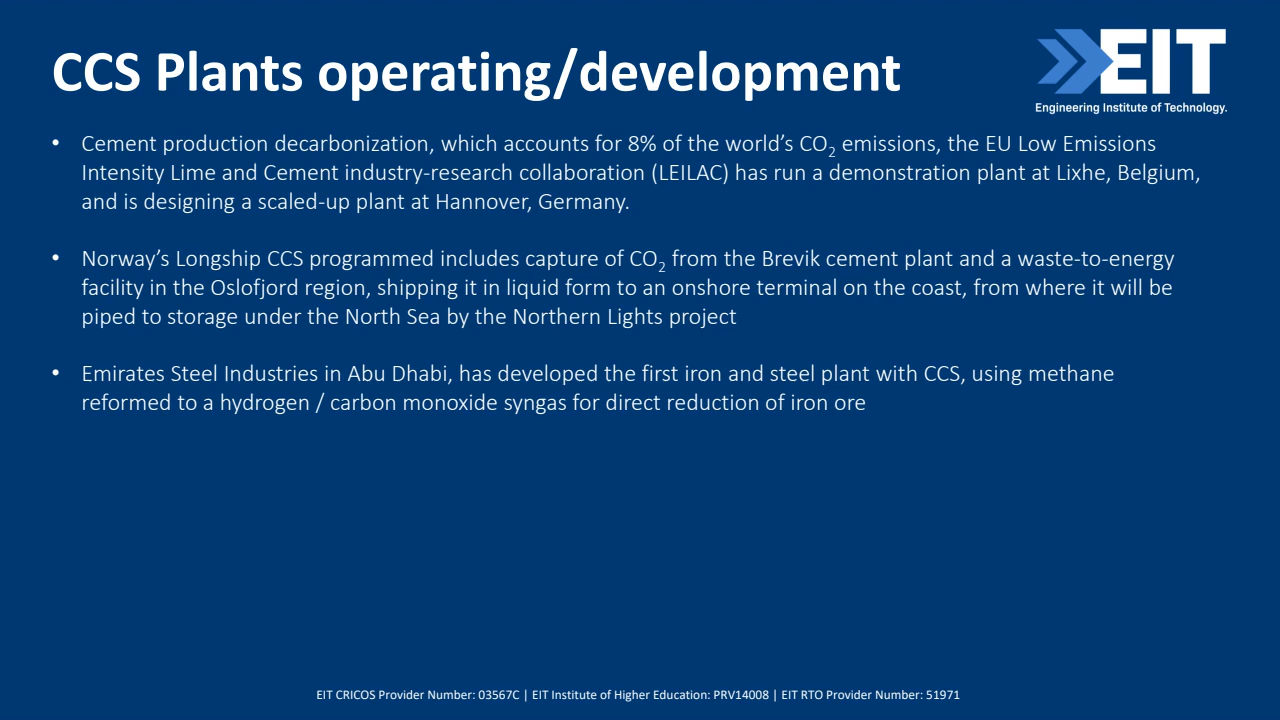 CCS Plants operating/development
EIT
Engineering Institute of Technology.
• Cement production decarbonization, which accounts for 8% of the world’s CO₂ emissions, the EU Low Emissions
Intensity Lime and Cement industry-research collaboration (LEILAC) has run a demonstration plant at Lixhe, Belgium,
and is designing a scaled-up plant at Hannover, Germany.
• Norway’s Longship CCS programmed includes capture of CO₂ from the Brevik cement plant and a waste-to-energy
facility in the Oslofjord region, shipping it in liquid form to an onshore terminal on the coast, from where it will be
piped to storage under the North Sea by the Northern Lights project
• Emirates Steel Industries in Abu Dhabi, has developed the first iron and steel plant with CCS, using methane
reformed to a hydrogen / carbon monoxide syngas for direct reduction of iron ore
EIT CRICOS Provider Number: 03567C | EIT Institute of Higher Education: PRV14008 | EIT RTO Provider Number: 51971